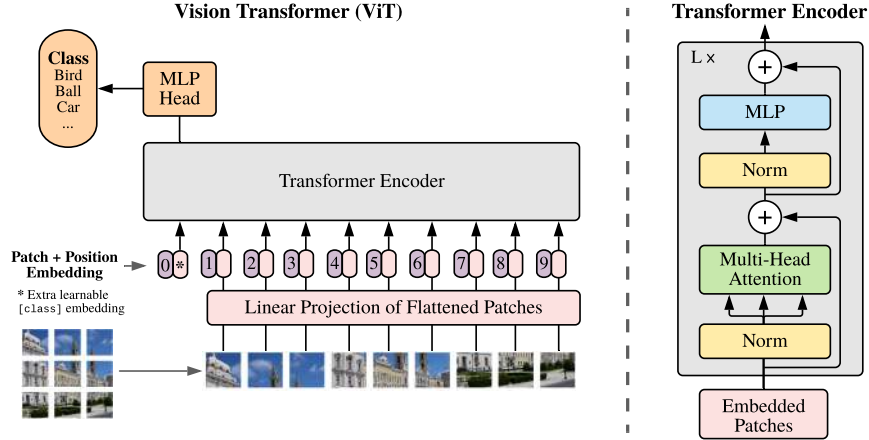 Vision Transformer (ViT)
Class
Bird
Ball
Car
...
MLP
Head
Transformer Encoder
Patch + Position
Embedding
0 * 1 2 3 4 5 6 7 8 9
* Extra learnable
[class] embedding
Linear Projection of Flattened Patches
Transformer Encoder
L x
+
MLP
Norm
+
Multi-Head
Attention
Norm
Embedded
Patches